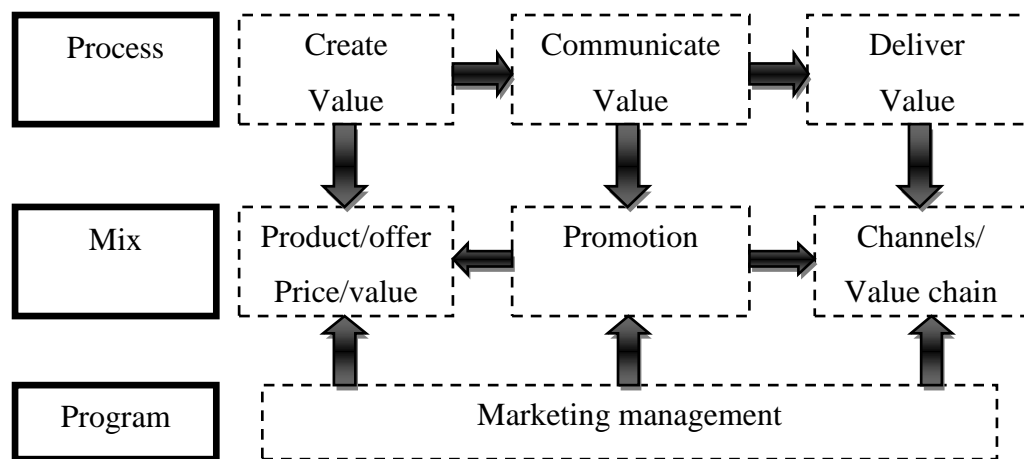 Process
Create
Value
Communicate
Value
Deliver
Value
Mix
Product/offer
Price/value
Promotion
Channels/
Value chain
Program
Marketing management